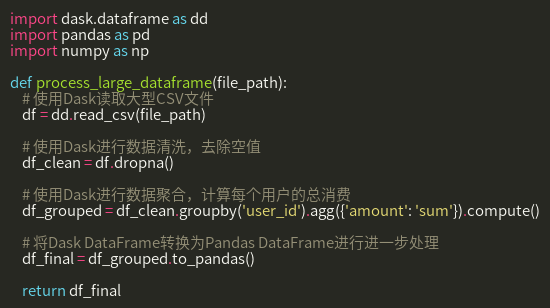 import dask.dataframe as dd
import pandas as pd
import numpy as np
def process_large_dataframe(file_path):
# 使用Dask读取大型CSV文件
df = dd.read_csv(file_path)
# 使用Dask进行数据清洗，去除空值
df_clean = df.dropna()
# 使用Dask进行数据聚合，计算每个用户的总消费
df_grouped = df_clean.groupby('user_id').agg({'amount': 'sum'}).compute()
# 将Dask DataFrame转换为Pandas DataFrame进行进一步处理
df_final = df_grouped.to_pandas()
return df_final